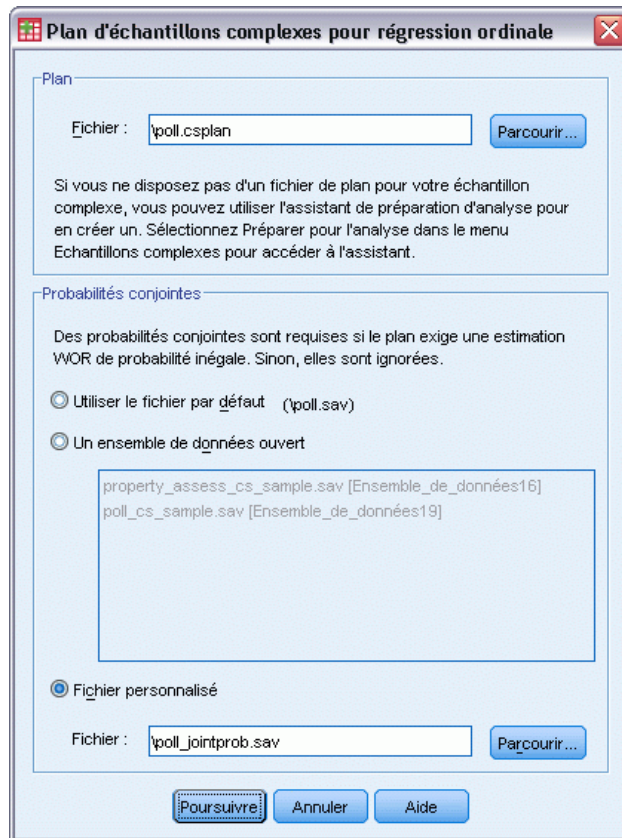 Plan d'échantillons complexes pour régression ordinale
Plan
Fichier : \poll.csplan Parcourir...
Si vous ne disposez pas d'un fichier de plan pour votre échantillon
complexe, vous pouvez utiliser l'assistant de préparation d'analyse pour
en créer un. Sélectionnez Préparer pour l'analyse dans le menu
Echantillons complexes pour accéder à l'assistant.
Probabilités conjointes
Des probabilités conjointes sont requises si le plan exige une estimation
WOR de probabilité inégale. Sinon, elles sont ignorées.
Utiliser le fichier par défaut (\poll.sav)
Un ensemble de données ouvert
property_assess_cs_sample.sav [Ensemble_de_données16]
poll_cs_sample.sav [Ensemble_de_données19]
Fichier personnalisé
Fichier : \poll_jointprob.sav Parcourir...
Poursuivre Annuler Aide